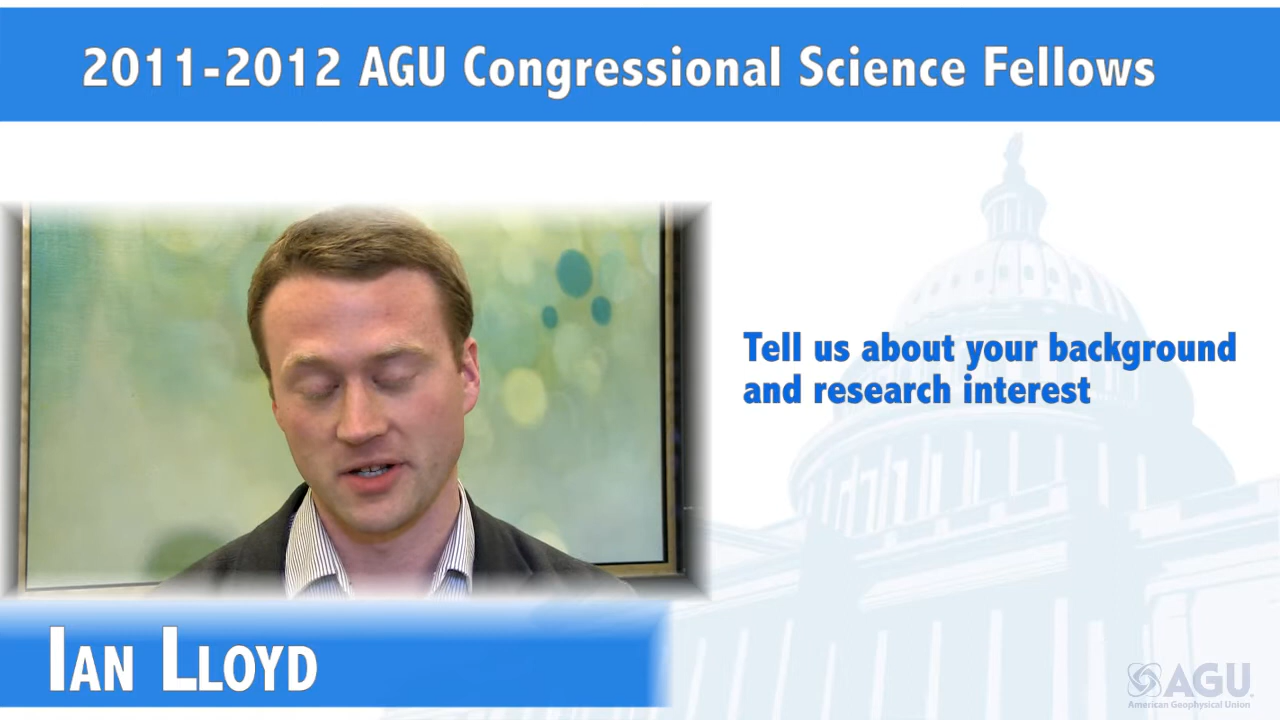 2011-2012 AGU Congressional Science Fellows
Tell us about your background
and research interest
IAN LLOYD
AGU
American Geophysical Union